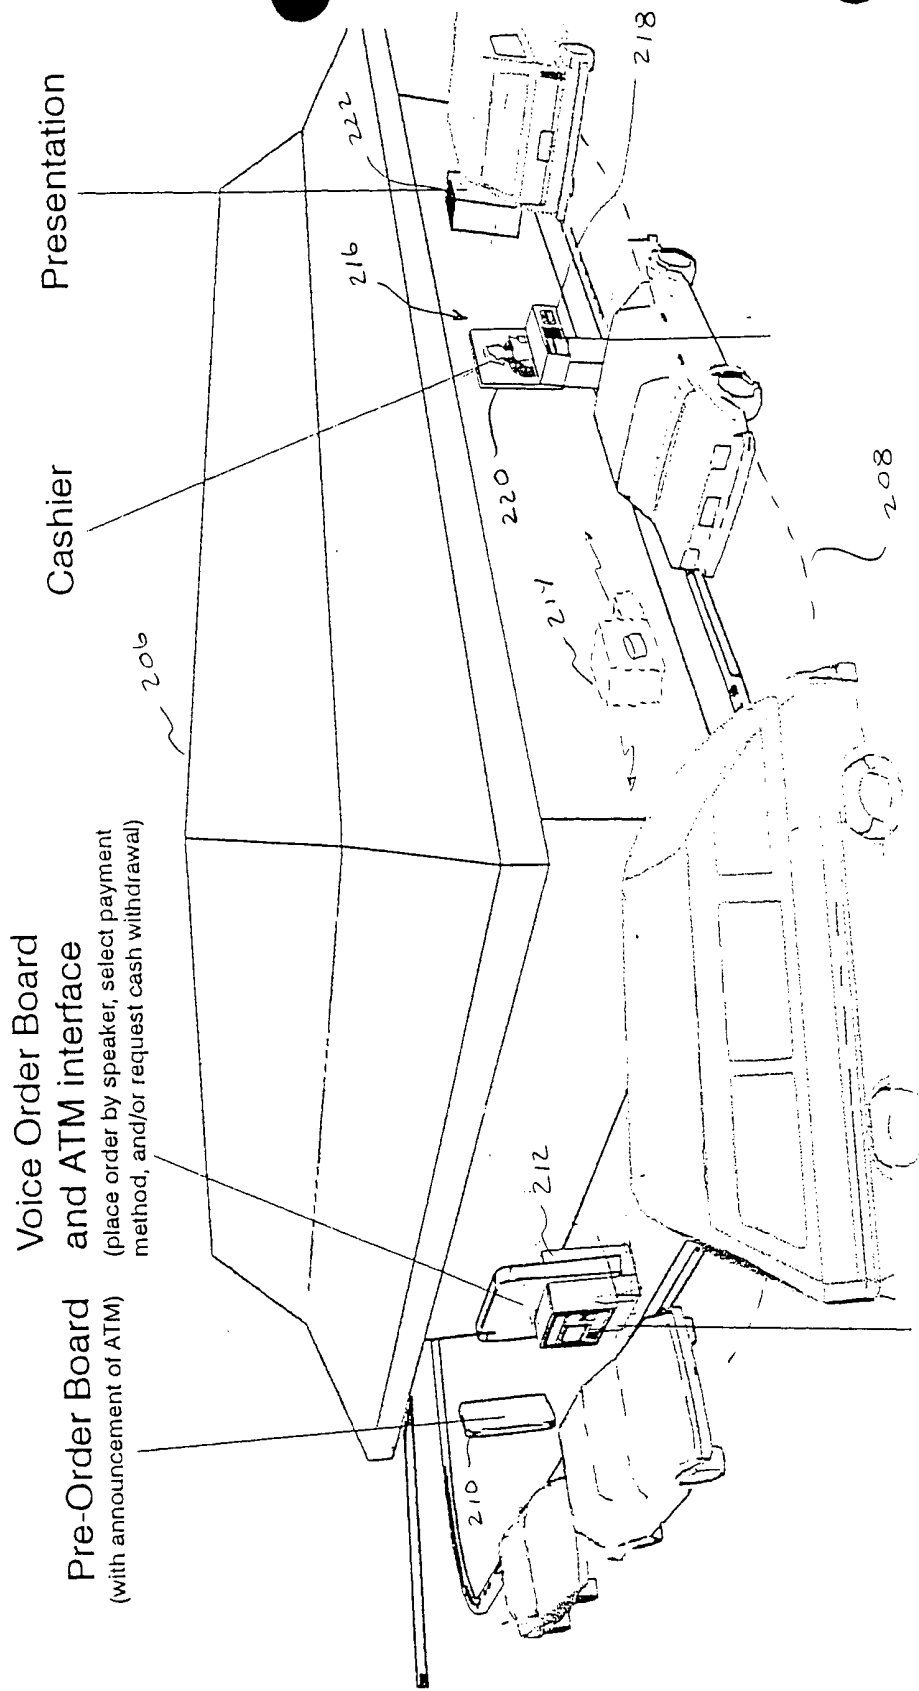 Pre-Order Board
(with announcement of ATM)
Voice Order Board
and ATM interface
(place order by speaker, select payment
method, and/or request cash withdrawal)
Cashier
Presentation
206
222
216
218
220
214
212
210
208